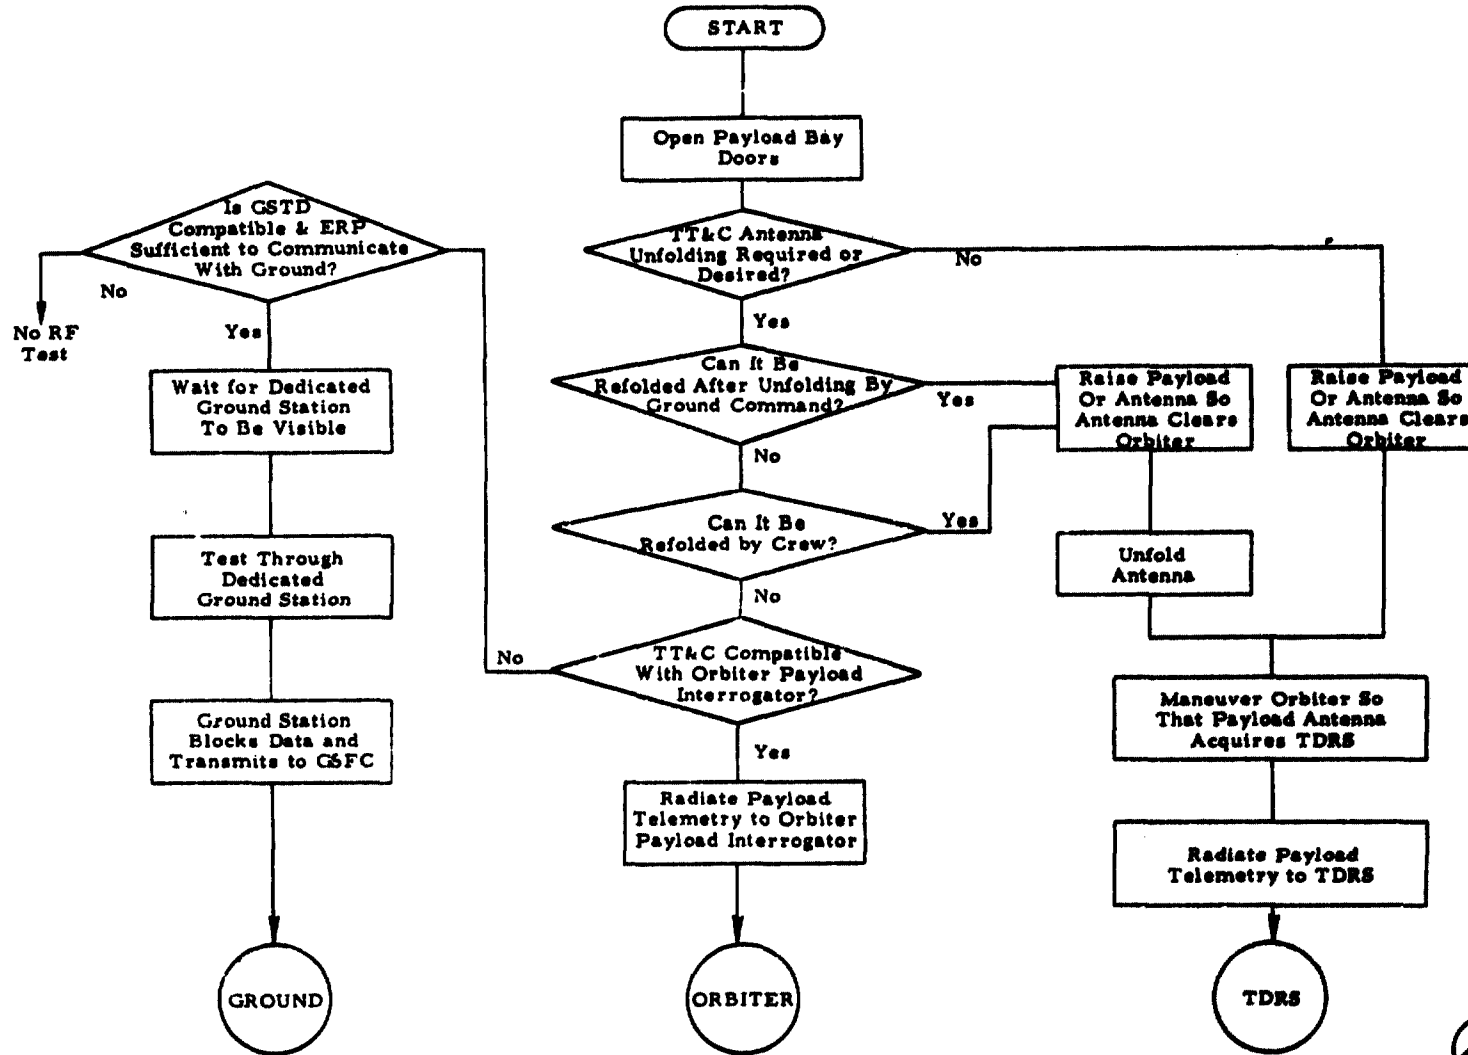 START
Open Payload Bay
Doors
Is GSTD
Compatible & ERP
Sufficient to Communicate
With Ground?
No
No RF
Test
Yes
Wait for Dedicated
Ground Station
To Be Visible
Test Through
Dedicated
Ground Station
Ground Station
Blocks Data and
Transmits to GSFC
GROUND
TT&C Antenna
Unfolding Required or
Desired?
No
Yes
Can It Be
Refolded After Unfolding By
Ground Command?
Yes
No
Can It Be
Refolded by Crew?
Yes
No
TT&C Compatible
With Orbiter Payload
Interrogator?
No
Yes
Radiate Payload
Telemetry to Orbiter
Payload Interrogator
ORBITER
Raise Payload
Or Antenna So
Antenna Clears
Orbiter
Unfold
Antenna
Raise Payload
Or Antenna So
Antenna Clears
Orbiter
Maneuver Orbiter So
That Payload Antenna
Acquires TDRS
Radiate Payload
Telemetry to TDRS
TDRS